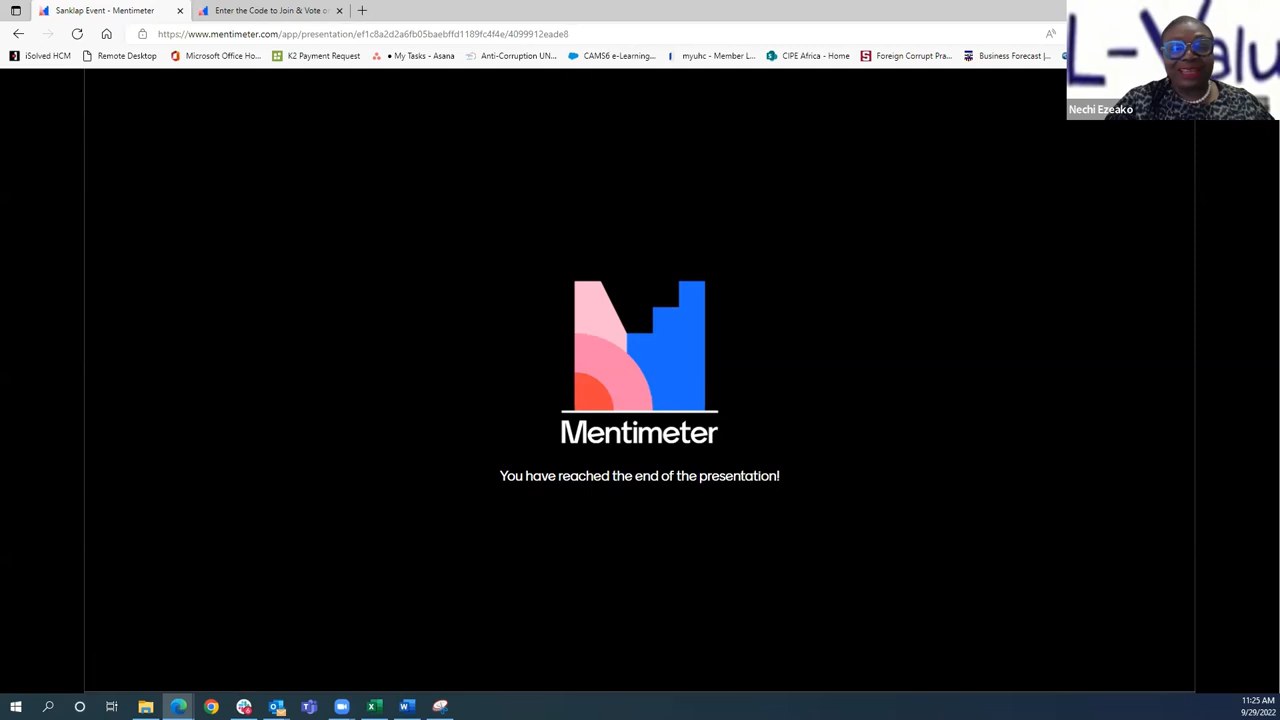 Sanklap Event - Mentimeter
Enter the Code to Join & Vote o
https://www.mentimeter.com/app/presentation/ef1c8a2d2a6fb05baebffd1189fc4f4e/4099912eade8
iSolved HCM
Remote Desktop
Microsoft Office Ho...
K2 Payment Request
• My Tasks - Asana
Anti-Corruption UN...
CAMS6 e-Learning...
myuhc - Member L...
CIPE Africa - Home
Foreign Corrupt Pra...
Business Forecast |...
L-Valu
Nechi Ezeako
Mentimeter
You have reached the end of the presentation!
11:25 AM
9/29/2022